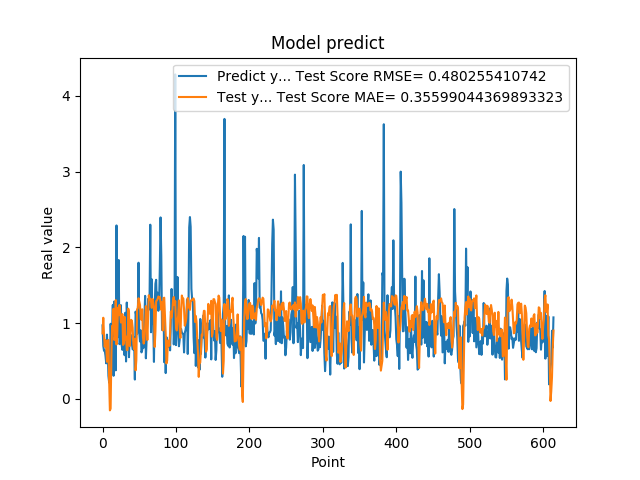 Model predict
Predict y... Test Score RMSE= 0.480255410742
Test y... Test Score MAE= 0.35599044369893323
4
3
2
1
0
Real value
0 100 200 300 400 500 600
Point